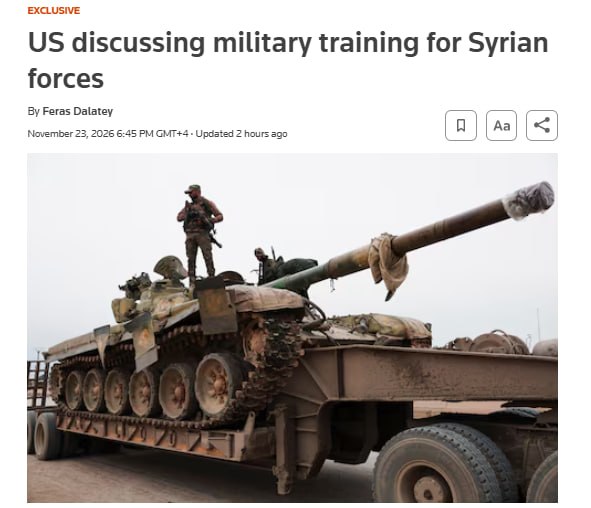 EXCLUSIVE
US discussing military training for Syrian
forces
By Feras Dalatey
November 23, 2026 6:45 PM GMT+4 · Updated 2 hours ago
Aa